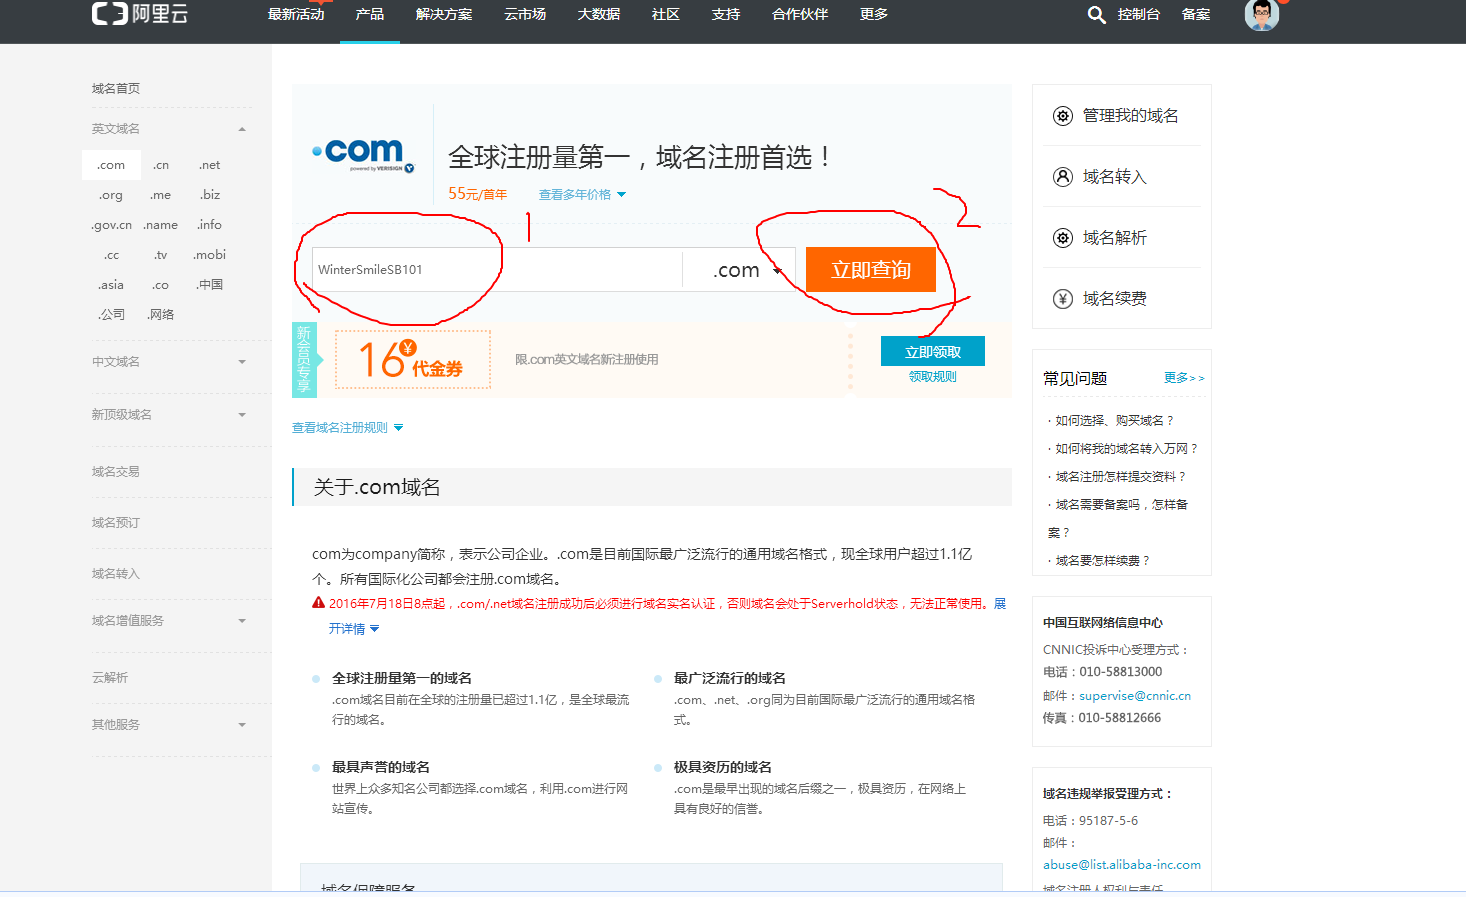 阿里云
最新活动 产品 解决方案 云市场 大数据 社区 支持 合作伙伴 更多 控制台 备案
域名首页
英文域名
.com .cn .net
.org .me .biz
.gov.cn .name .info
.cc .tv .mobi
.asia .co .中国
.公司 .网络
中文域名
新顶级域名
域名交易
域名预订
域名转入
域名增值服务
云解析
其他服务
.com
powered by VERISIGN
全球注册量第一，域名注册首选！
55元/首年 查看多年价格
1
2
WinterSmileSB101 .com 立即查询
新会员专享
16¥代金券
限.com英文域名新注册使用
立即领取
领取规则
查看域名注册规则
关于.com域名
com为company简称，表示公司企业。.com是目前国际最广泛流行的通用域名格式，现全球用户超过1.1亿
个。所有国际化公司都会注册.com域名。
2016年7月18日8点起，.com/.net域名注册成功后必须进行域名实名认证，否则域名会处于Serverhold状态，无法正常使用。展
开详情
全球注册量第一的域名
.com域名目前在全球的注册量已超过1.1亿，是全球最流
行的域名。
最广泛流行的域名
.com、.net、.org同为目前国际最广泛流行的通用域名格
式。
最具声誉的域名
世界上众多知名公司都选择.com域名，利用.com进行网
站宣传。
极具资历的域名
.com是最早出现的域名后缀之一，极具资历，在网络上
具有良好的信誉。
域名保障服务
管理我的域名
域名转入
域名解析
¥ 域名续费
常见问题 更多>>
· 如何选择、购买域名？
· 如何将我的域名转入万网？
· 域名注册怎样提交资料？
· 域名需要备案吗，怎样备
案？
· 域名要怎样续费？
中国互联网络信息中心
CNNIC投诉中心受理方式：
电话：010-58813000
邮件：supervise@cnnic.cn
传真：010-58812666
域名违规举报受理方式：
电话：95187-5-6
邮件：
abuse@list.alibaba-inc.com
域名注册人权利与责任